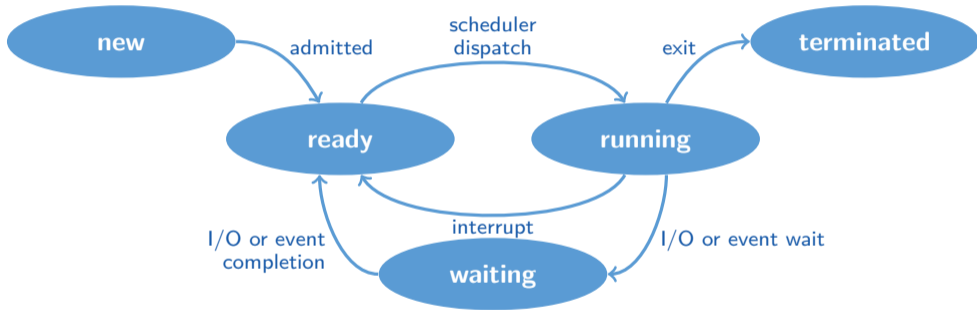 new
admitted
scheduler
dispatch
exit
terminated
ready
running
interrupt
I/O or event
completion
waiting
I/O or event wait